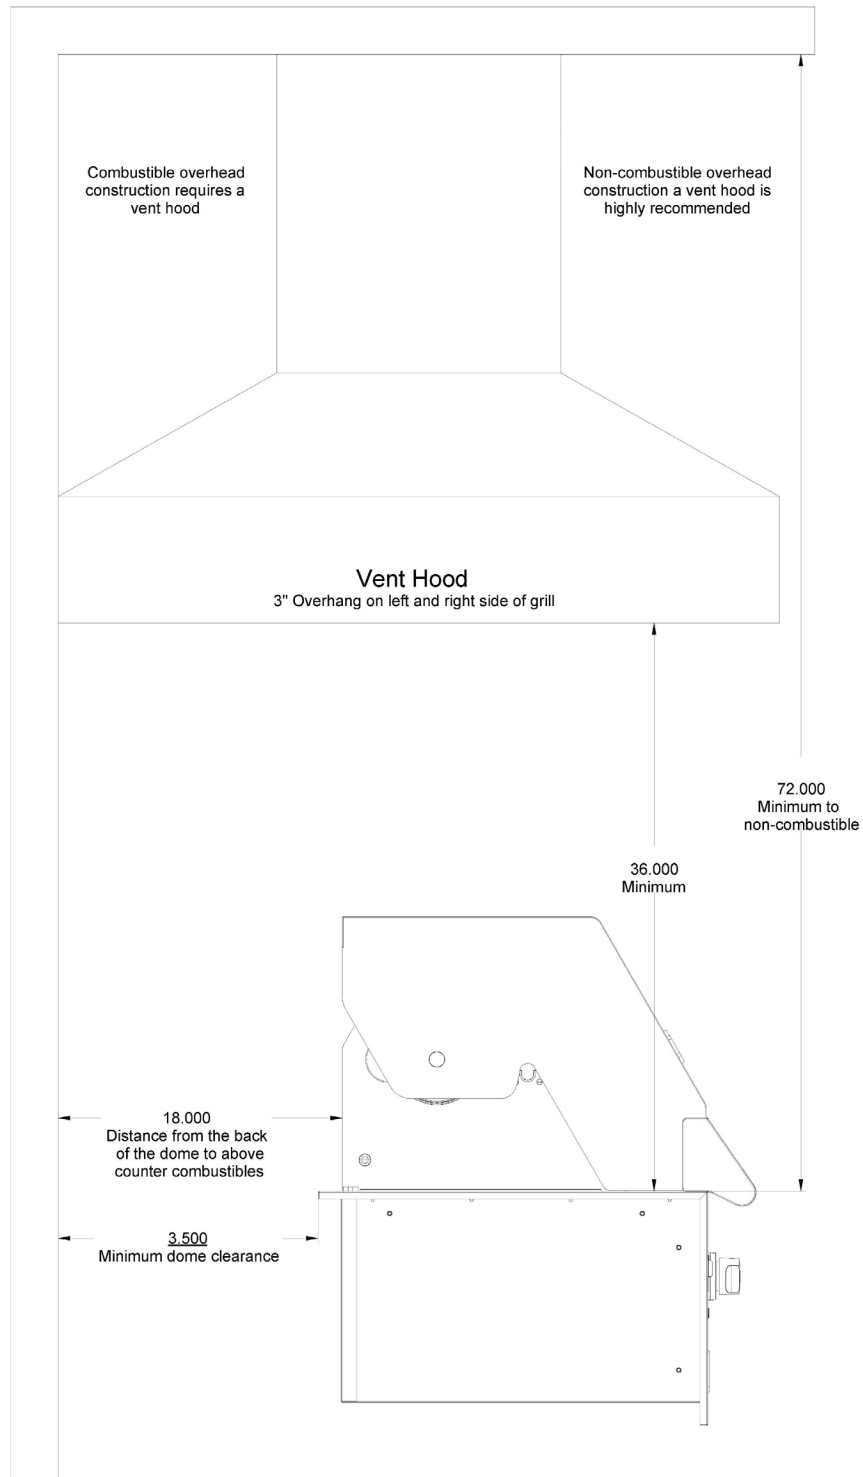 Combustible overhead
construction requires a
vent hood
Non-combustible overhead
construction a vent hood is
highly recommended
Vent Hood
3" Overhang on left and right side of grill
72.000
Minimum to
non-combustible
36.000
Minimum
18.000
Distance from the back
of the dome to above
counter combustibles
3.500
Minimum dome clearance